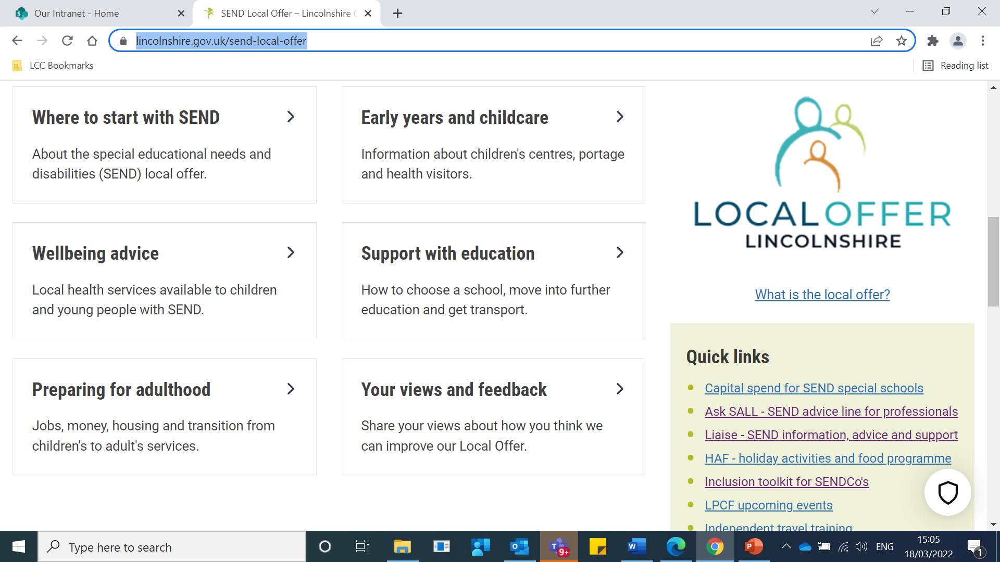 Our Intranet - Home
SEND Local Offer – Lincolnshire C
lincolnshire.gov.uk/send-local-offer
LCC Bookmarks
Reading list
Where to start with SEND
About the special educational needs and
disabilities (SEND) local offer.
Early years and childcare
Information about children's centres, portage
and health visitors.
Wellbeing advice
Local health services available to children
and young people with SEND.
Support with education
How to choose a school, move into further
education and get transport.
Preparing for adulthood
Jobs, money, housing and transition from
children's to adult's services.
Your views and feedback
Share your views about how you think we
can improve our Local Offer.
LOCAL OFFER
LINCOLNSHIRE
What is the local offer?
Quick links
Capital spend for SEND special schools
Ask SALL - SEND advice line for professionals
Liaise - SEND information, advice and support
HAF - holiday activities and food programme
Inclusion toolkit for SENDCo's
LPCF upcoming events
Independent travel training
Type here to search
9+
ENG
15:05
18/03/2022
1